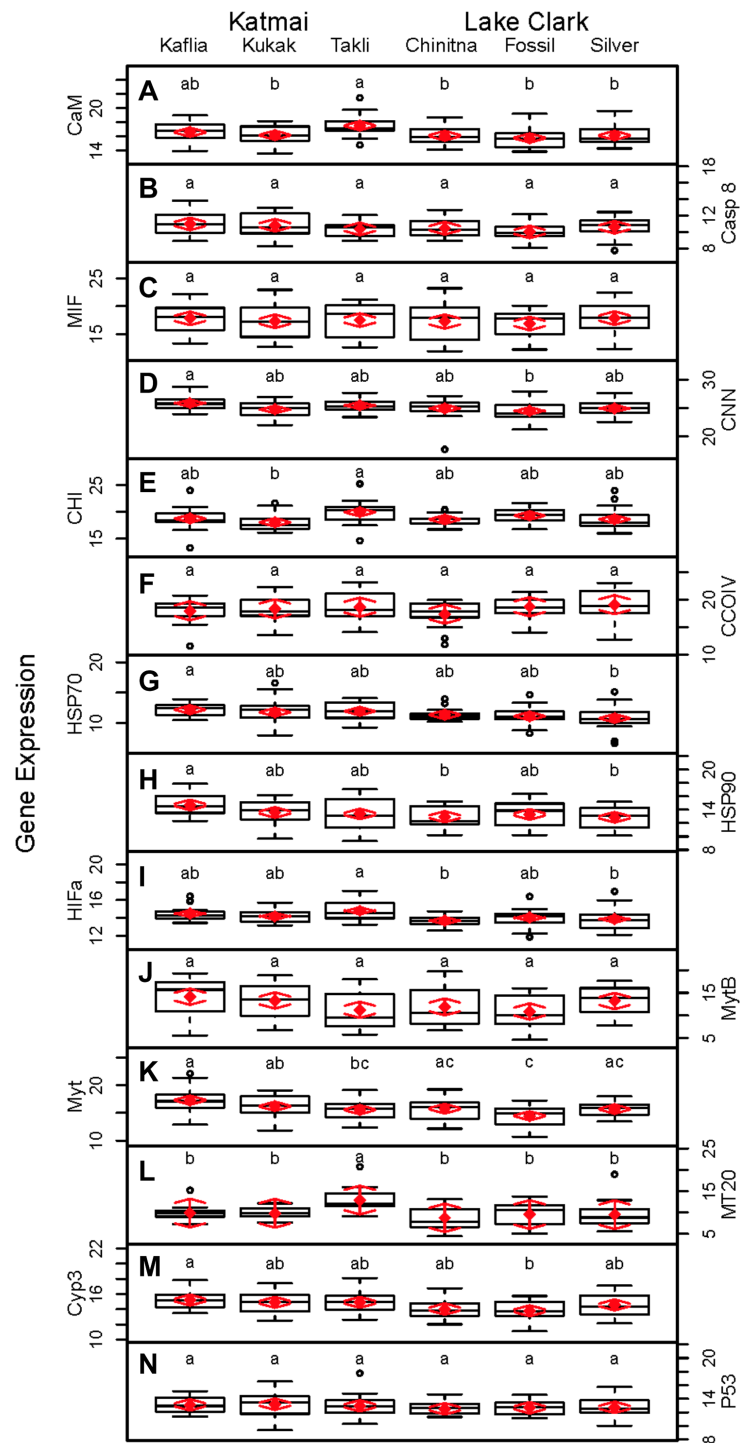 Katmai Lake Clark
Kaflia Kukak Takli Chinitna Fossil Silver
Gene Expression
A ab b a b b b
CaM 14 20
B a a a a a a
Casp 8 8 12 18
C a a a a a a
MIF 15 25
D a ab ab ab b ab
CNN 20 30
E ab b a ab ab ab
CHI 15 25
F a a a a a a
CCOIV 10 20
G a ab ab ab ab b
HSP70 10 20
H a ab ab b ab b
HSP90 8 14 20
I ab ab a b ab b
HIFa 12 16 20
J a a a a a a
MytB 5 15
K a ab bc ac c ac
Myt 10 20
L b b a b b b
MT20 5 15 25
M a ab ab ab b ab
Cyp3 10 16 22
N a a a a a a
P53 8 14 20